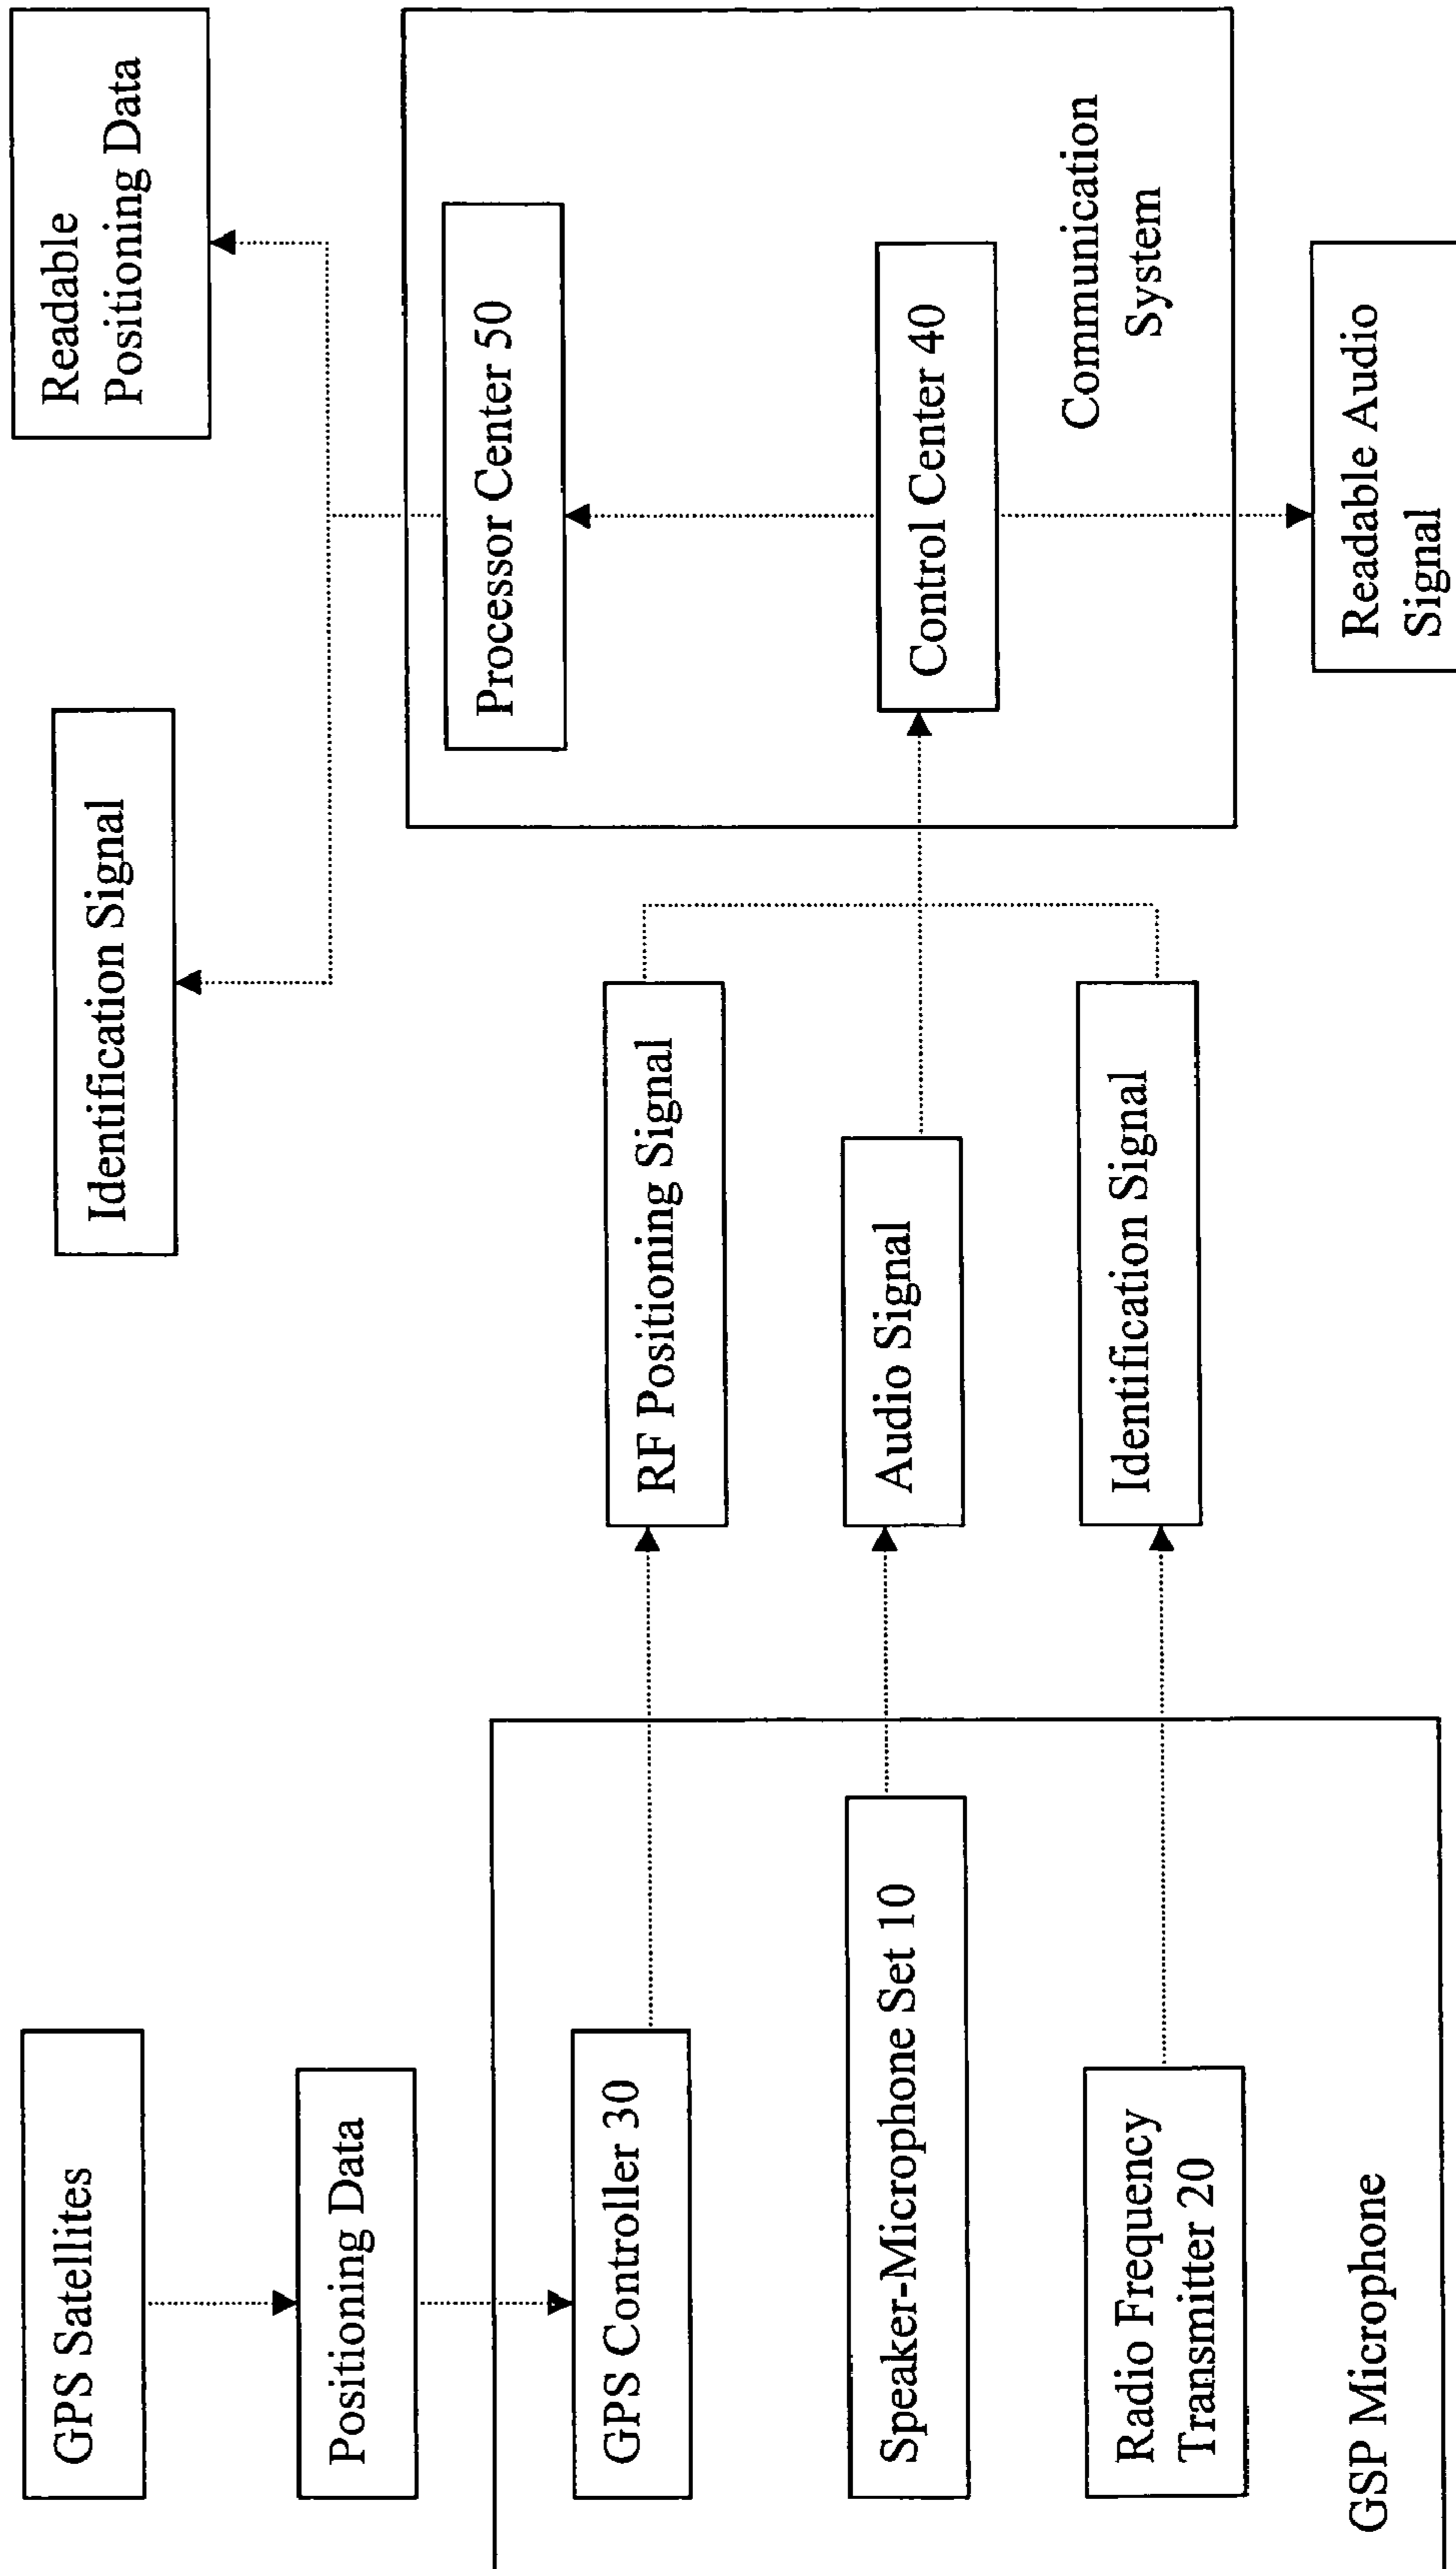 GPS Satellites
Positioning Data
GPS Controller 30
Speaker-Microphone Set 10
Radio Frequency
Transmitter 20
GSP Microphone
RF Positioning Signal
Audio Signal
Identification Signal
Identification Signal
Readable
Positioning Data
Processor Center 50
Control Center 40
Communication
System
Readable Audio
Signal